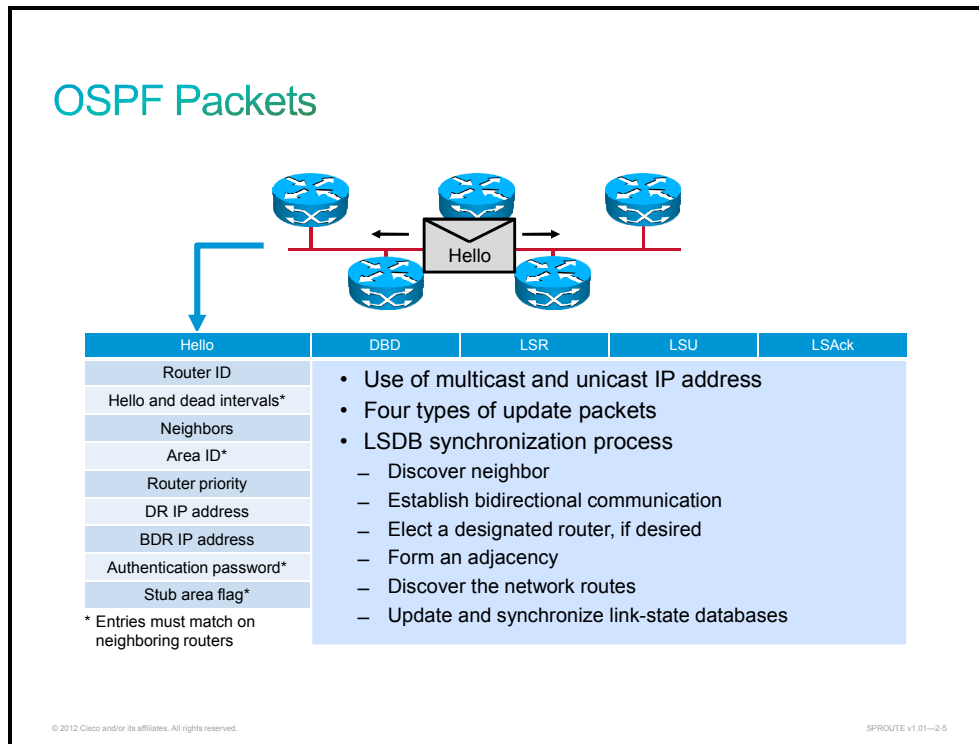 OSPF Packets
Hello
Hello
DBD
LSR
LSU
LSAck
Router ID
Hello and dead intervals*
Neighbors
Area ID*
Router priority
DR IP address
BDR IP address
Authentication password*
Stub area flag*
* Entries must match on
neighboring routers
• Use of multicast and unicast IP address
• Four types of update packets
• LSDB synchronization process
– Discover neighbor
– Establish bidirectional communication
– Elect a designated router, if desired
– Form an adjacency
– Discover the network routes
– Update and synchronize link-state databases
© 2012 Cisco and/or its affiliates. All rights reserved.
SPROUTE v1.01—2-5